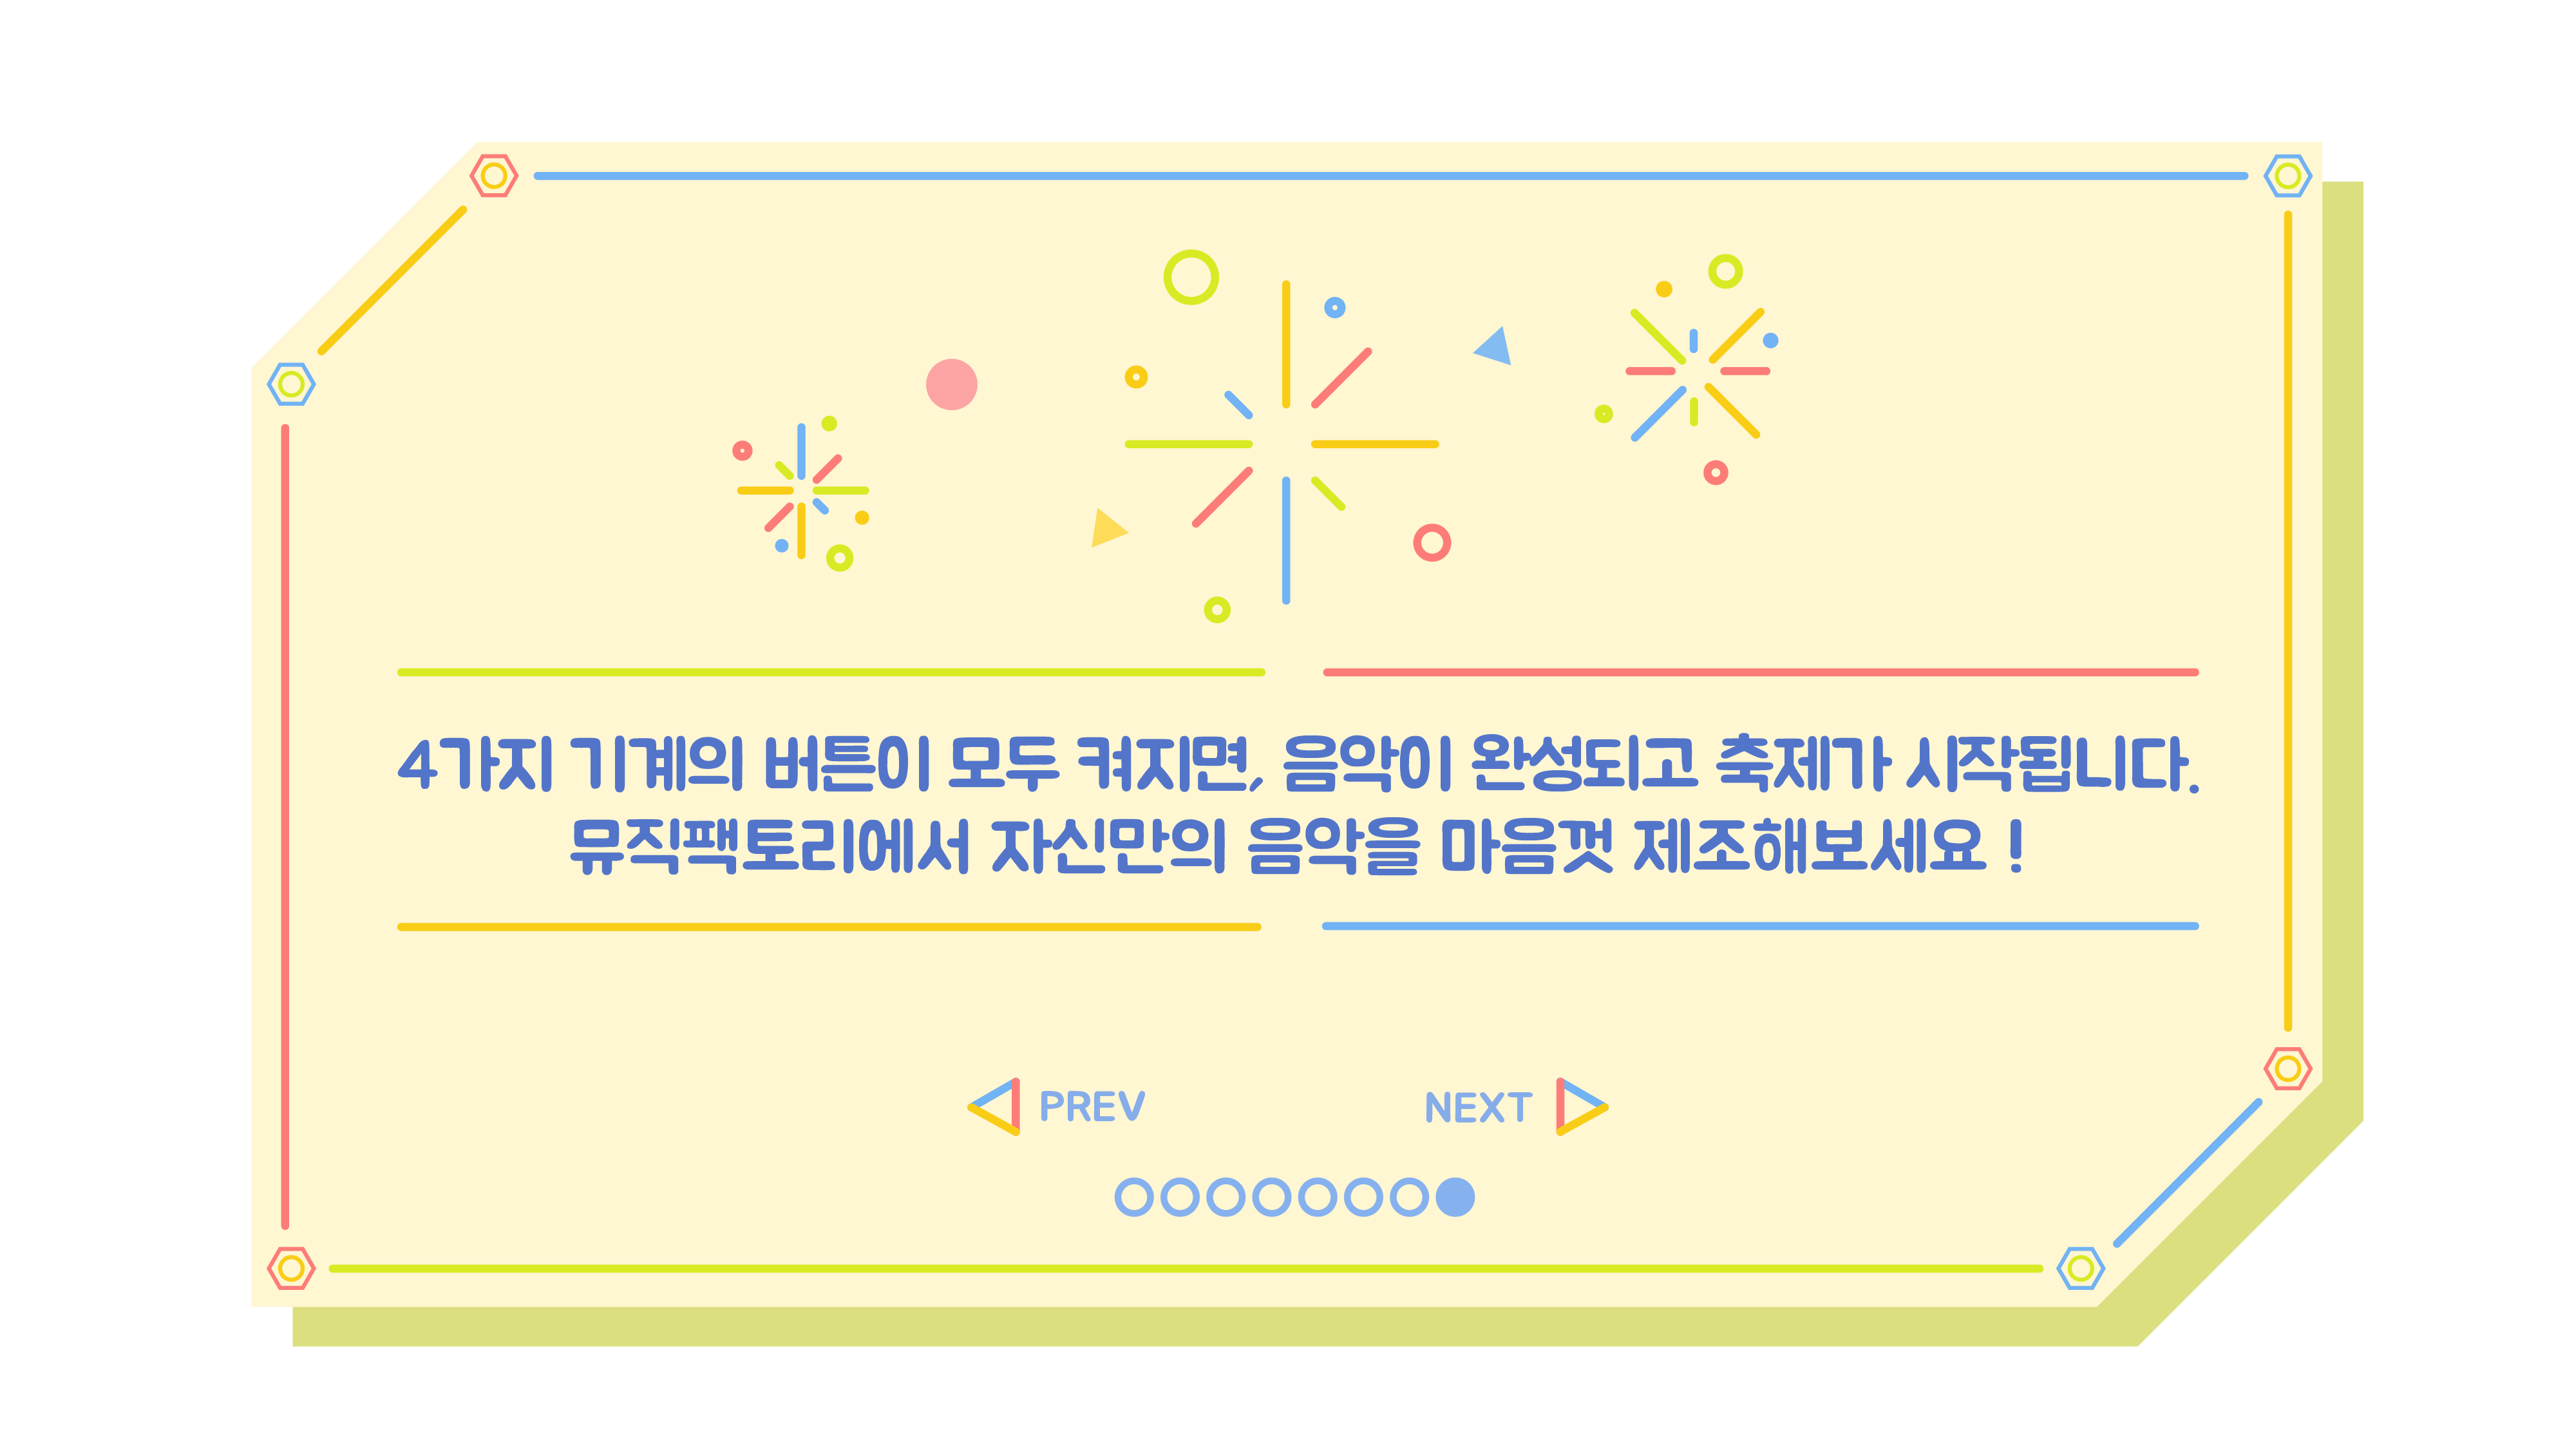 4가지 기계의 버튼이 모두 켜지면, 음악이 완성되고 축제가 시작됩니다.
뮤직팩토리에서 자신만의 음악을 마음껏 제조해보세요 !
PREV NEXT